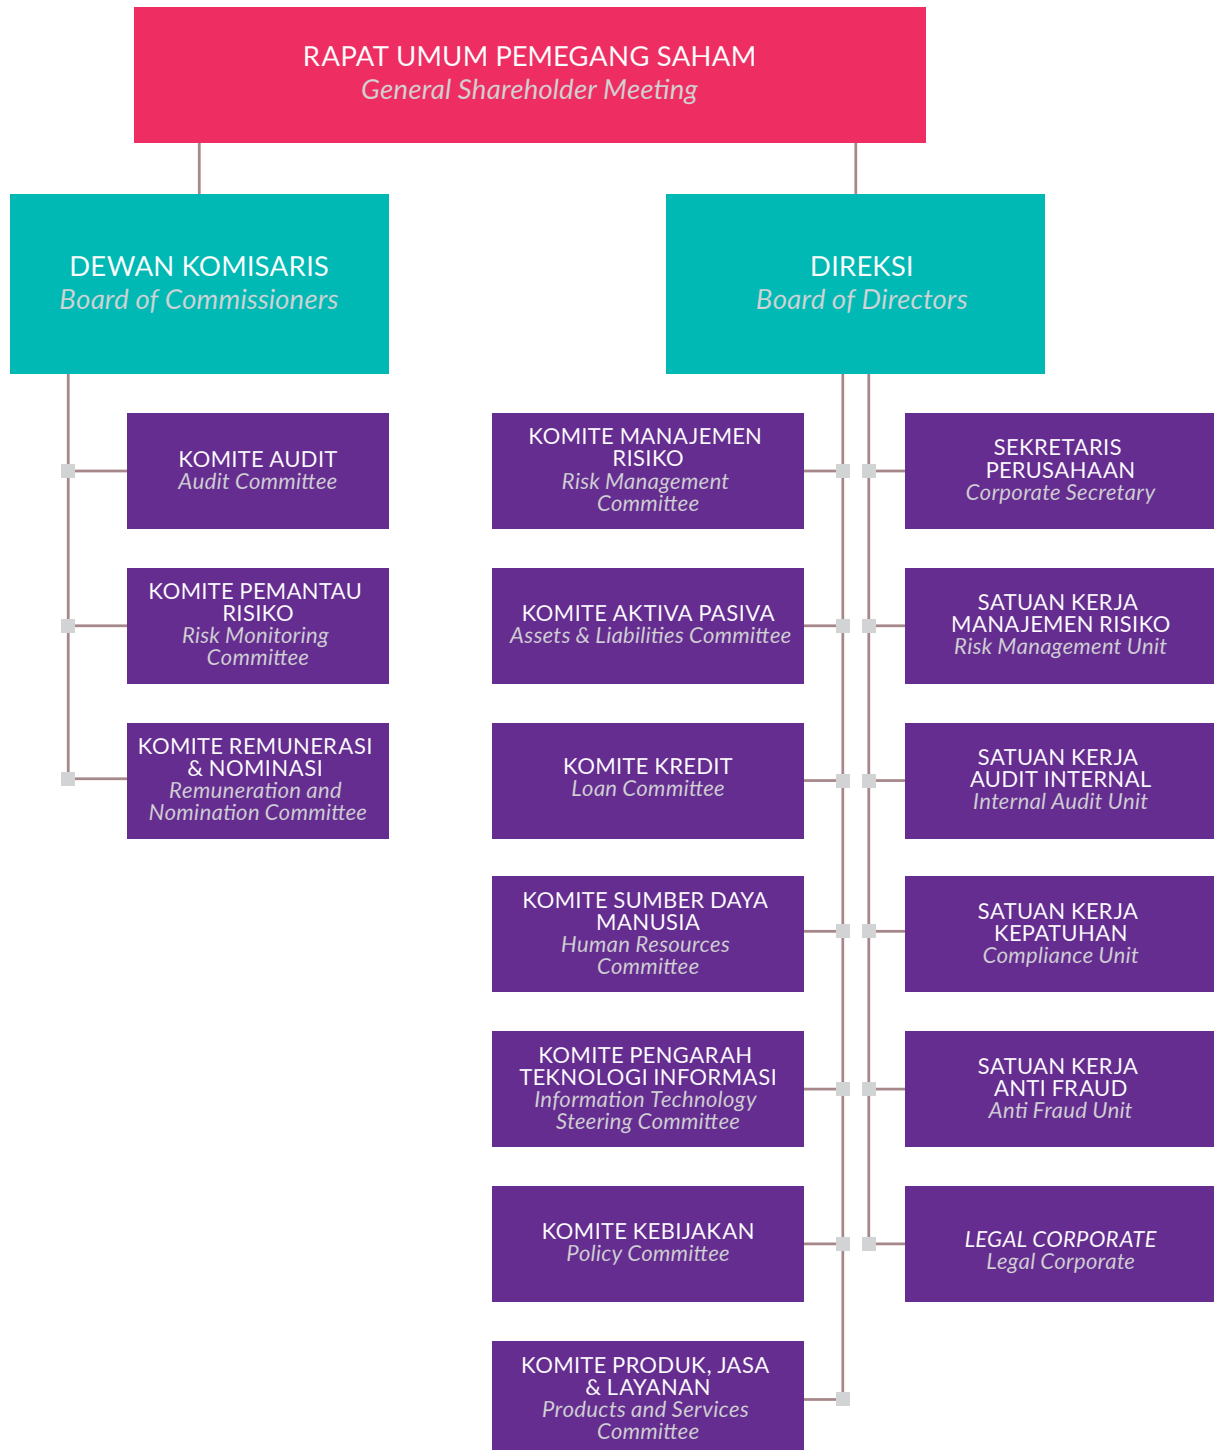 RAPAT UMUM PEMEGANG SAHAM
General Shareholder Meeting
DEWAN KOMISARIS
Board of Commissioners
DIREKSI
Board of Directors
KOMITE AUDIT
Audit Committee
KOMITE PEMANTAU
RISIKO
Risk Monitoring
Committee
KOMITE REMUNERASI
& NOMINASI
Remuneration and
Nomination Committee
KOMITE MANAJEMEN
RISIKO
Risk Management
Committee
KOMITE AKTIVA PASIVA
Assets & Liabilities Committee
KOMITE KREDIT
Loan Committee
KOMITE SUMBER DAYA
MANUSIA
Human Resources
Committee
KOMITE PENGARAH
TEKNOLOGI INFORMASI
Information Technology
Steering Committee
KOMITE KEBIJAKAN
Policy Committee
KOMITE PRODUK, JASA
& LAYANAN
Products and Services
Committee
SEKRETARIS
PERUSAHAAN
Corporate Secretary
SATUAN KERJA
MANAJEMEN RISIKO
Risk Management Unit
SATUAN KERJA
AUDIT INTERNAL
Internal Audit Unit
SATUAN KERJA
KEPATUHAN
Compliance Unit
SATUAN KERJA
ANTI FRAUD
Anti Fraud Unit
LEGAL CORPORATE
Legal Corporate